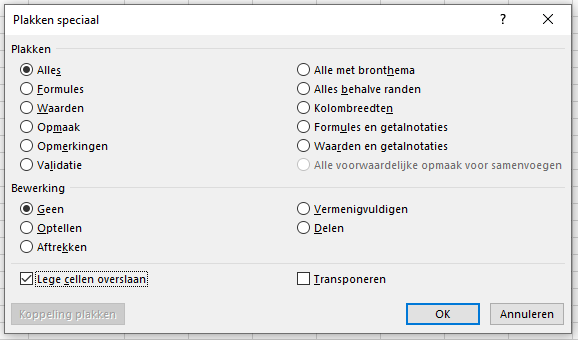 Plakken speciaal ?
Plakken
Alles
Formules
Waarden
Opmaak
Opmerkingen
Validatie
Alle met bronthema
Alles behalve randen
Kolombreedten
Formules en getalnotaties
Waarden en getalnotaties
Alle voorwaardelijke opmaak voor samenvoegen
Bewerking
Geen
Optellen
Aftrekken
Vermenigvuldigen
Delen
Lege cellen overslaan
Transponeren
Koppeling plakken
OK
Annuleren